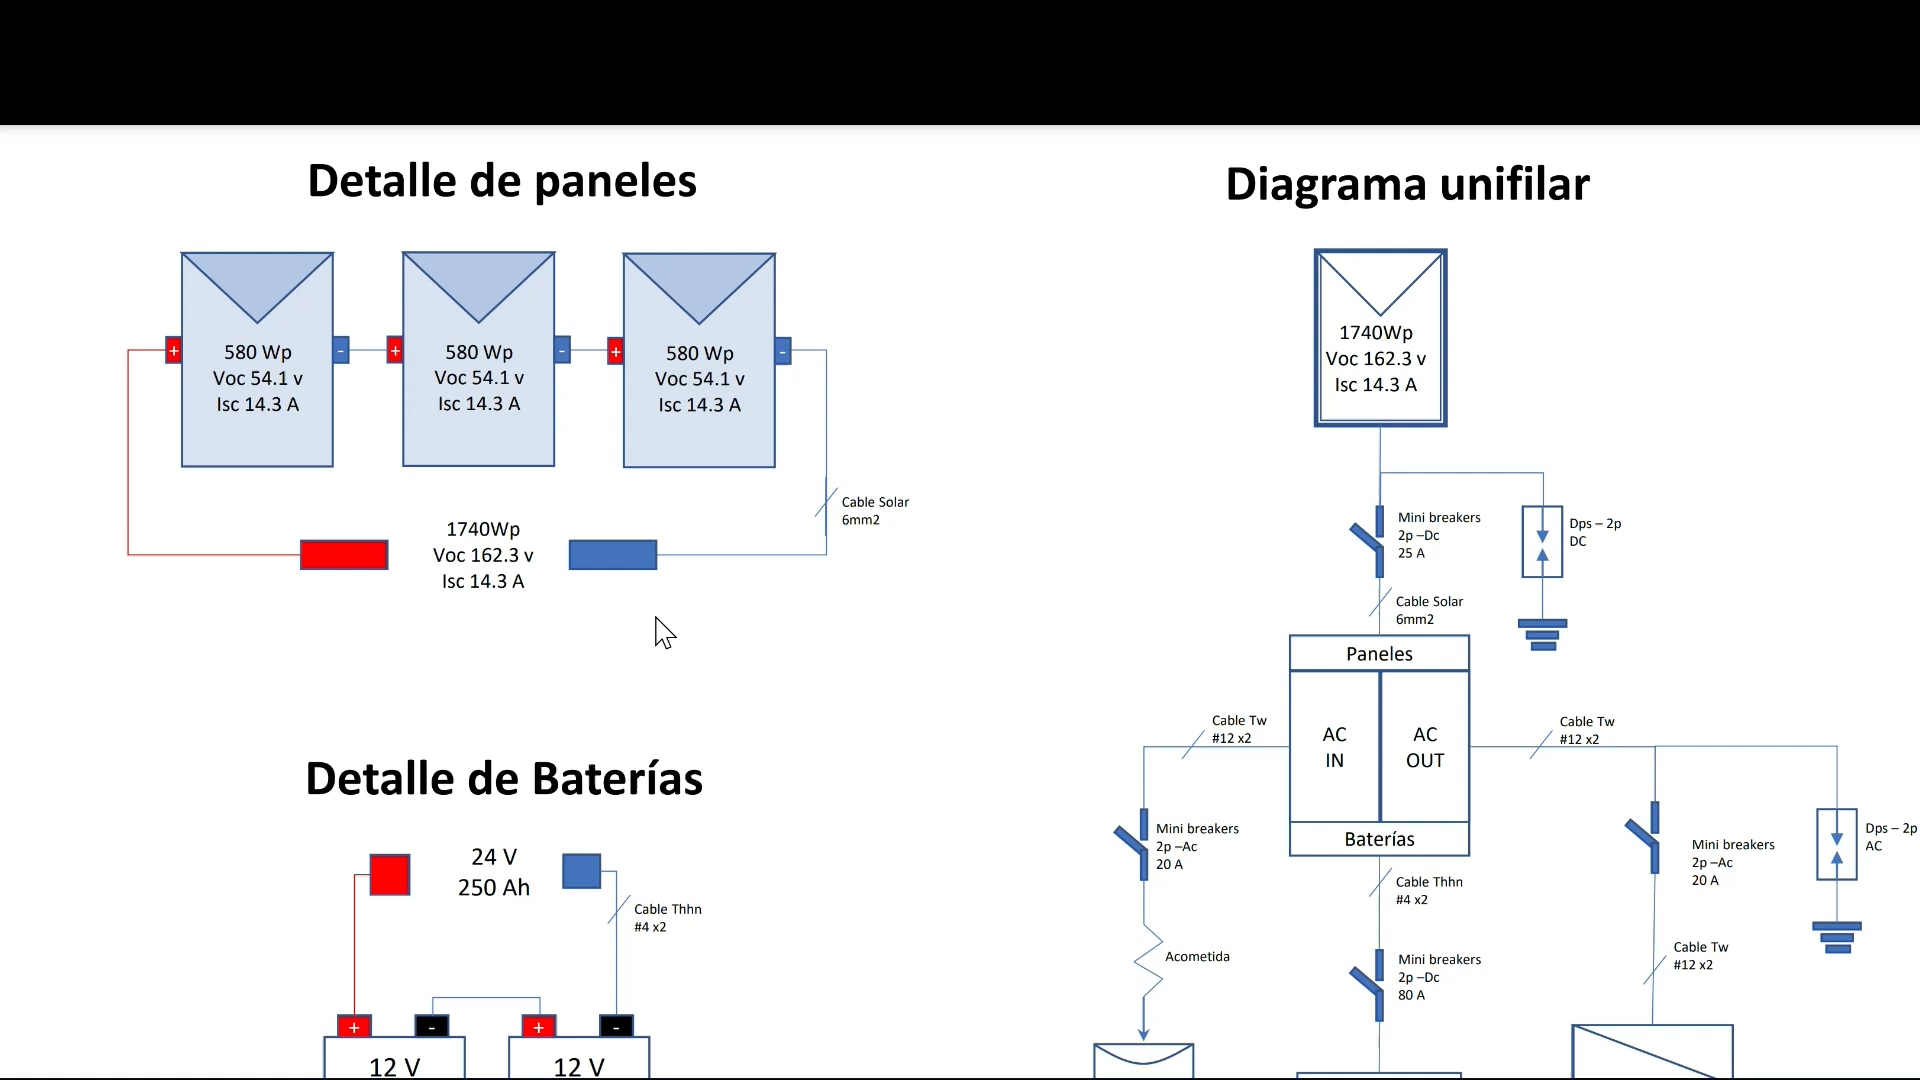 Detalle de paneles
+
580 Wp
Voc 54.1 v
Isc 14.3 A
-
+
580 Wp
Voc 54.1 v
Isc 14.3 A
-
+
580 Wp
Voc 54.1 v
Isc 14.3 A
-
Cable Solar
6mm2
1740Wp
Voc 162.3 v
Isc 14.3 A
Detalle de Baterías
24 V
250 Ah
Cable Thhn
#4 x2
+
-
+
-
12 V
12 V
Diagrama unifilar
1740Wp
Voc 162.3 v
Isc 14.3 A
Mini breakers
2p –Dc
25 A
Dps – 2p
DC
Cable Solar
6mm2
Paneles
AC
IN
AC
OUT
Baterías
Cable Tw
#12 x2
Cable Tw
#12 x2
Mini breakers
2p –Ac
20 A
Mini breakers
2p –Ac
20 A
Dps – 2p
AC
Cable Thhn
#4 x2
Acometida
Mini breakers
2p –Dc
80 A
Cable Tw
#12 x2